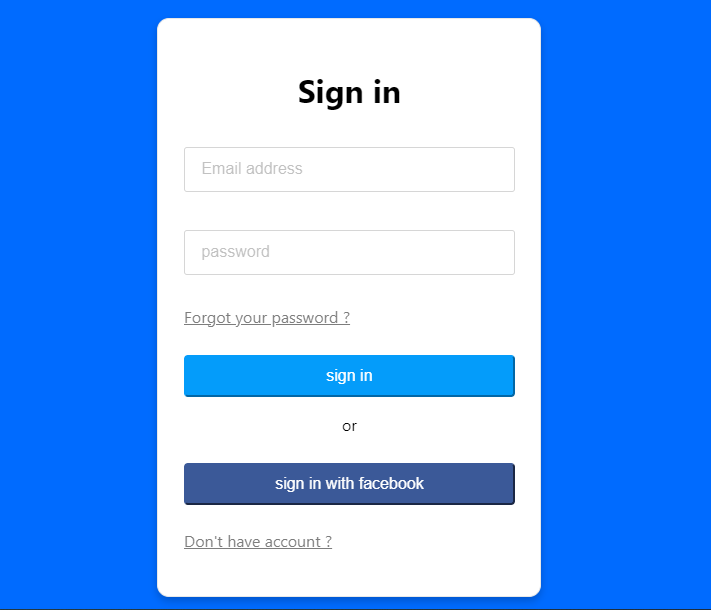 Sign in
Email address
password
Forgot your password ?
sign in
or
sign in with facebook
Don't have account ?